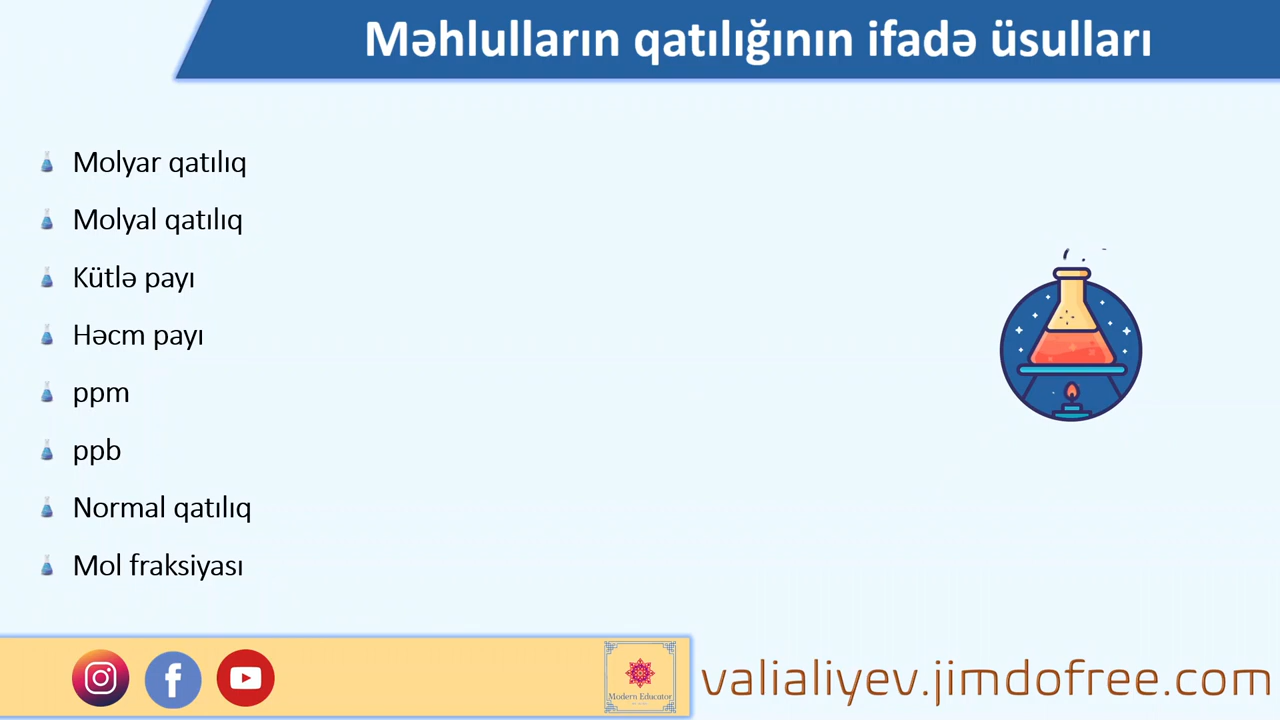 Məhlulların qatılığının ifadə üsulları
Molyar qatılıq
Molyal qatılıq
Kütlə payı
Həcm payı
ppm
ppb
Normal qatılıq
Mol fraksiyası
Modern Educator
valialiyev.jimdofree.com